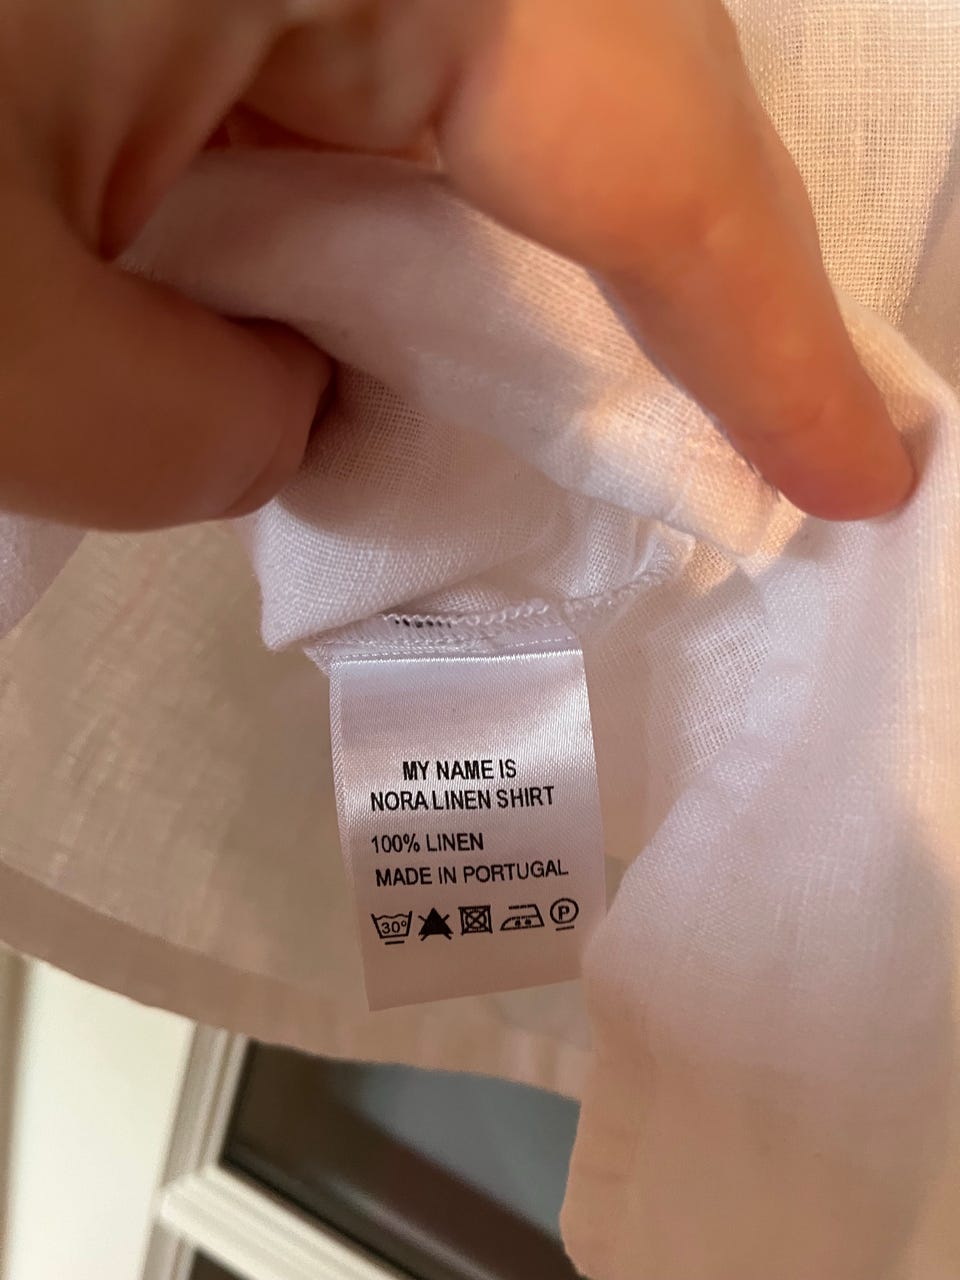 MY NAME IS
NORA LINEN SHIRT
100% LINEN
MADE IN PORTUGAL
30° P